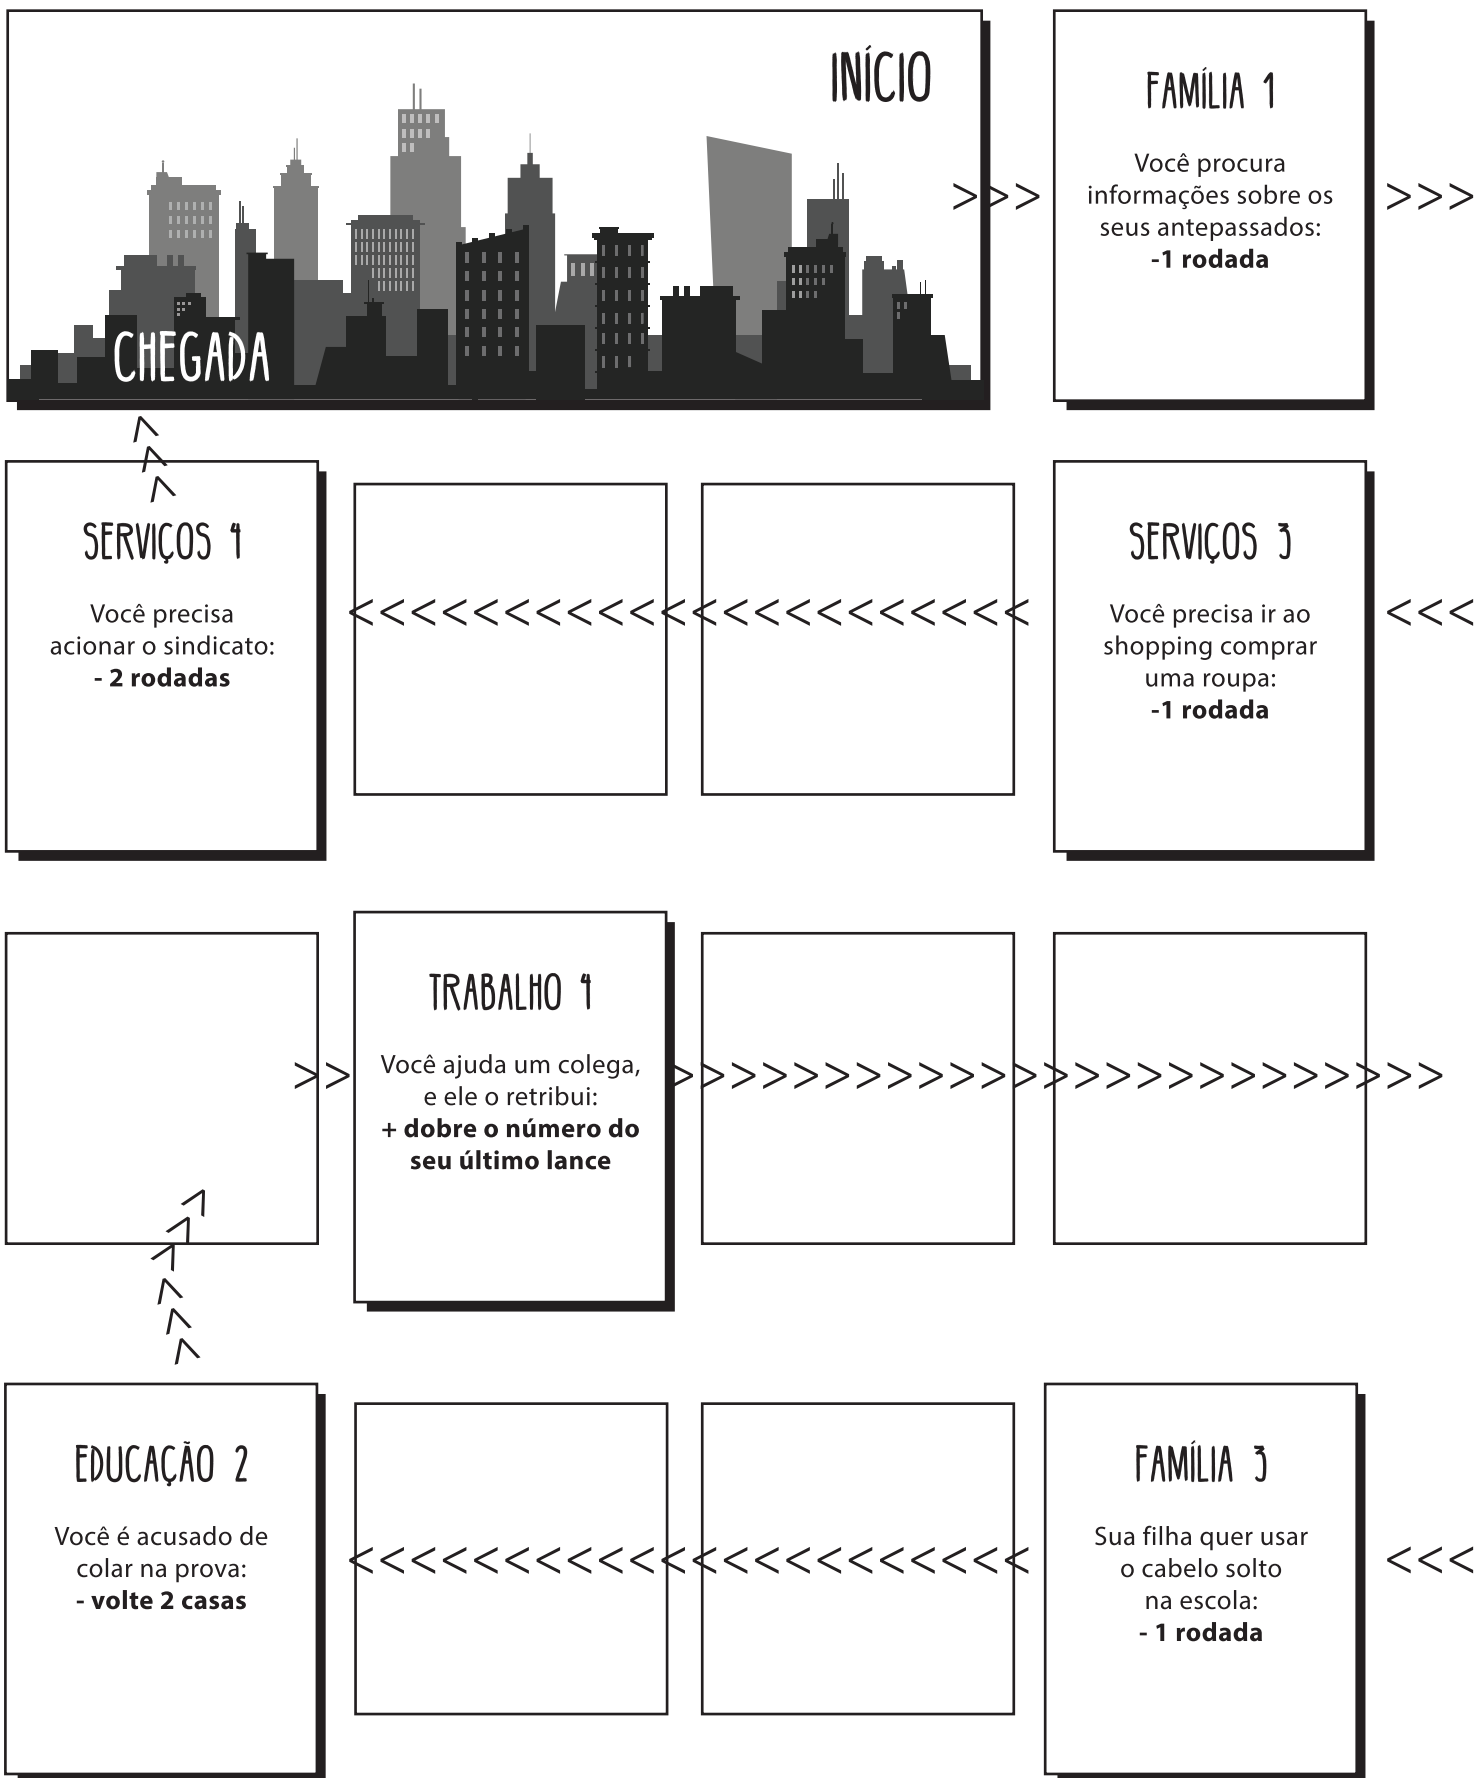 INÍCIO
CHEGADA
FAMÍLIA 1
Você procura
informações sobre os
seus antepassados:
-1 rodada
SERVIÇOS 4
Você precisa
acionar o sindicato:
- 2 rodadas
SERVIÇOS 3
Você precisa ir ao
shopping comprar
uma roupa:
-1 rodada
TRABALHO 4
Você ajuda um colega,
e ele o retribui:
+ dobre o número do
seu último lance
EDUCAÇÃO 2
Você é acusado de
colar na prova:
- volte 2 casas
FAMÍLIA 3
Sua filha quer usar
o cabelo solto
na escola:
- 1 rodada